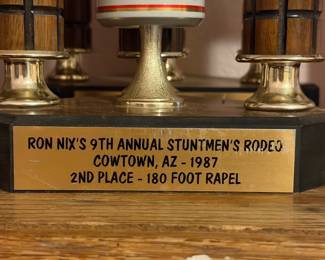 RON NIX'S 9TH ANNUAL STUNTMEN'S RODEO
COWTOWN, AZ - 1987
2ND PLACE - 180 FOOT RAPEL